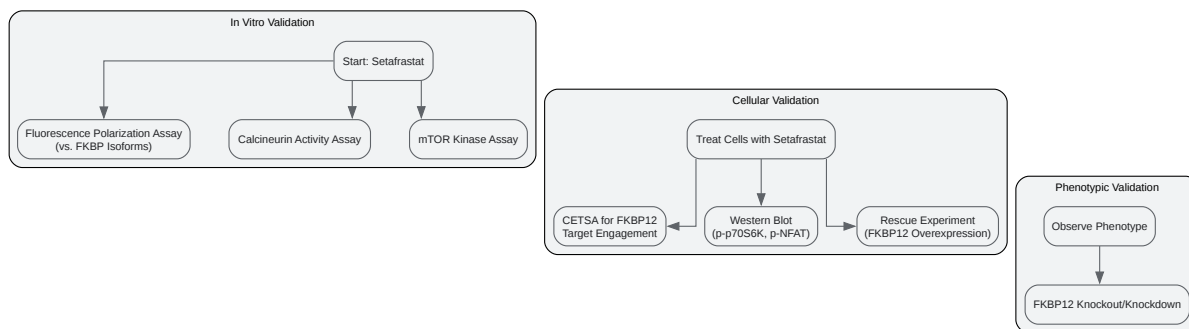 In Vitro Validation
Start: Setafrastat
Fluorescence Polarization Assay
(vs. FKBP Isoforms)
Calcineurin Activity Assay
mTOR Kinase Assay
Cellular Validation
Treat Cells with Setafrastat
CETSA for FKBP12
Target Engagement
Western Blot
(p-p70S6K, p-NFAT)
Rescue Experiment
(FKBP12 Overexpression)
Phenotypic Validation
Observe Phenotype
FKBP12 Knockout/Knockdown